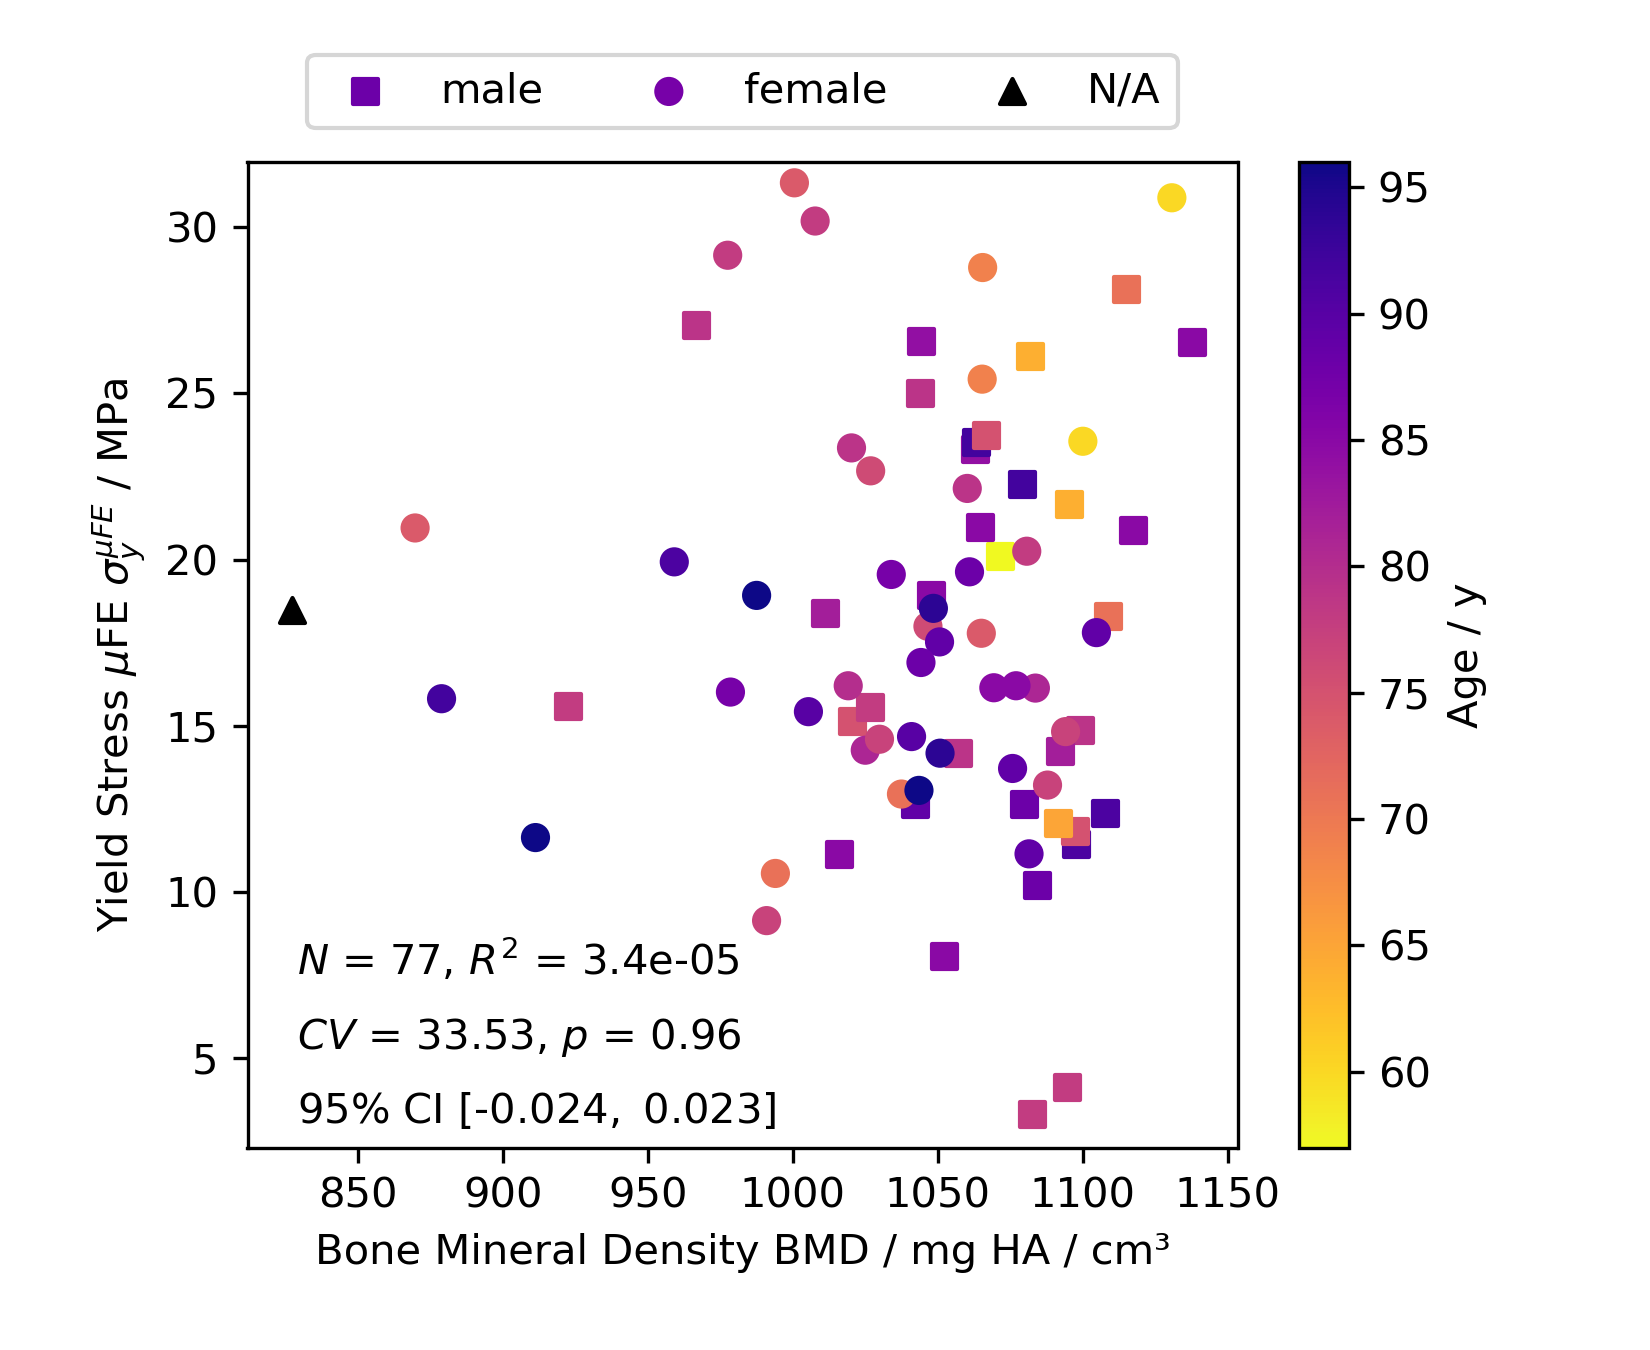 male female N/A
30
25
20
15
10
5
Yield Stress μFE σ_y^{μFE} / MPa
N = 77, R² = 3.4e-05
CV = 33.53, p = 0.96
95% CI [-0.024, 0.023]
850 900 950 1000 1050 1100 1150
Bone Mineral Density BMD / mg HA / cm³
95
90
85
80
75
70
65
60
Age / y